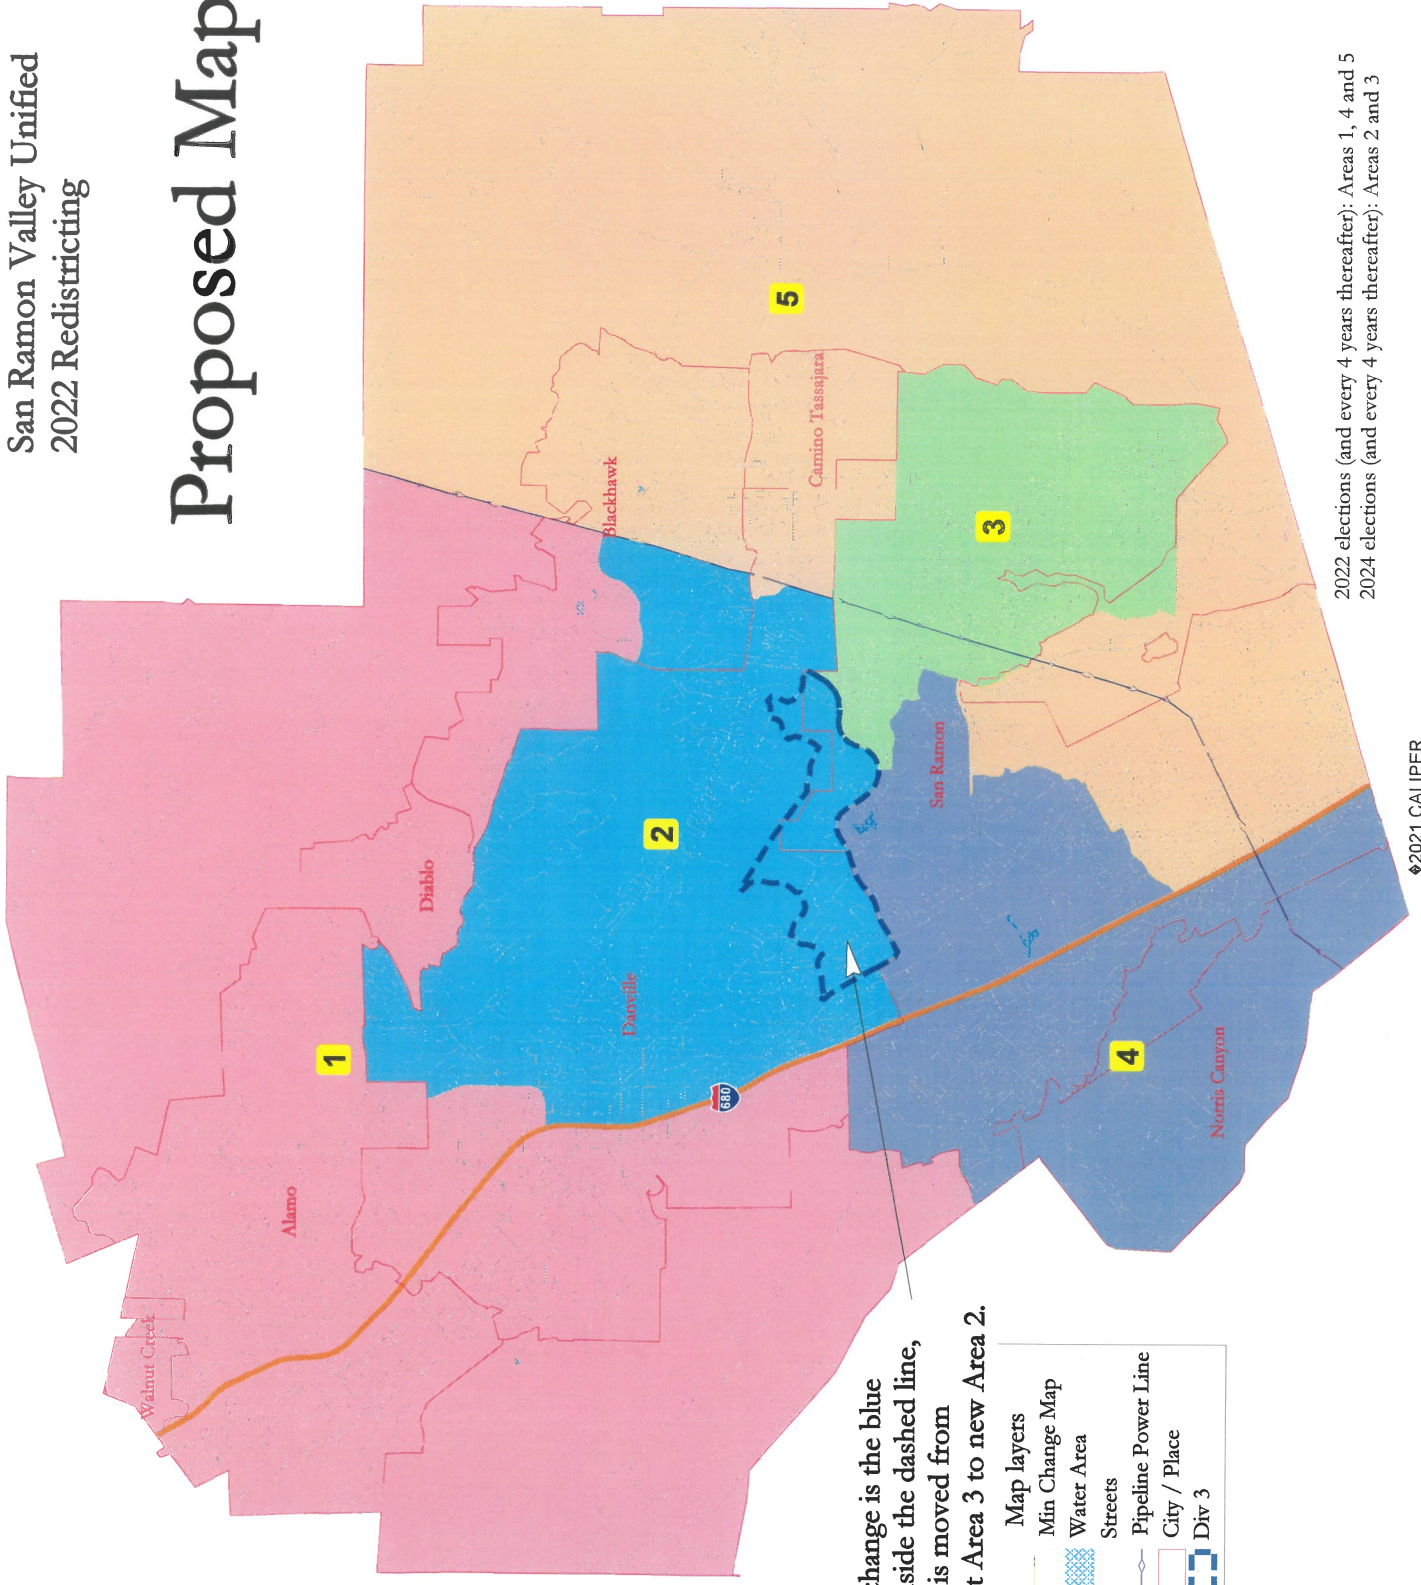 San Ramon Valley Unified
2022 Redistricting
Proposed Map
Walnut Creek
Alamo
1
Diablo
Danville
680
2
Blackhawk
5
Camino Tassajara
3
San Ramon
4
Norris Canyon
change is the blue
side the dashed line,
is moved from
t Area 3 to new Area 2.
Map layers
Min Change Map
Water Area
Streets
Pipeline Power Line
City / Place
Div 3
2022 elections (and every 4 years thereafter): Areas 1, 4 and 5
2024 elections (and every 4 years thereafter): Areas 2 and 3
©2021 CALIPER